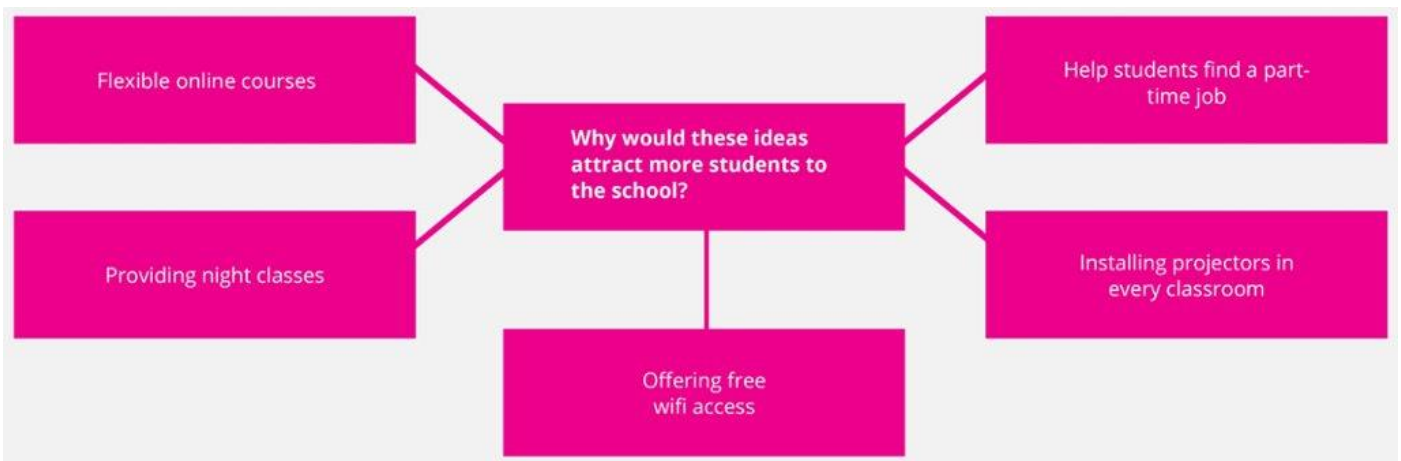 Flexible online courses
Help students find a part-
time job
Why would these ideas
attract more students to
the school?
Providing night classes
Installing projectors in
every classroom
Offering free
wifi access